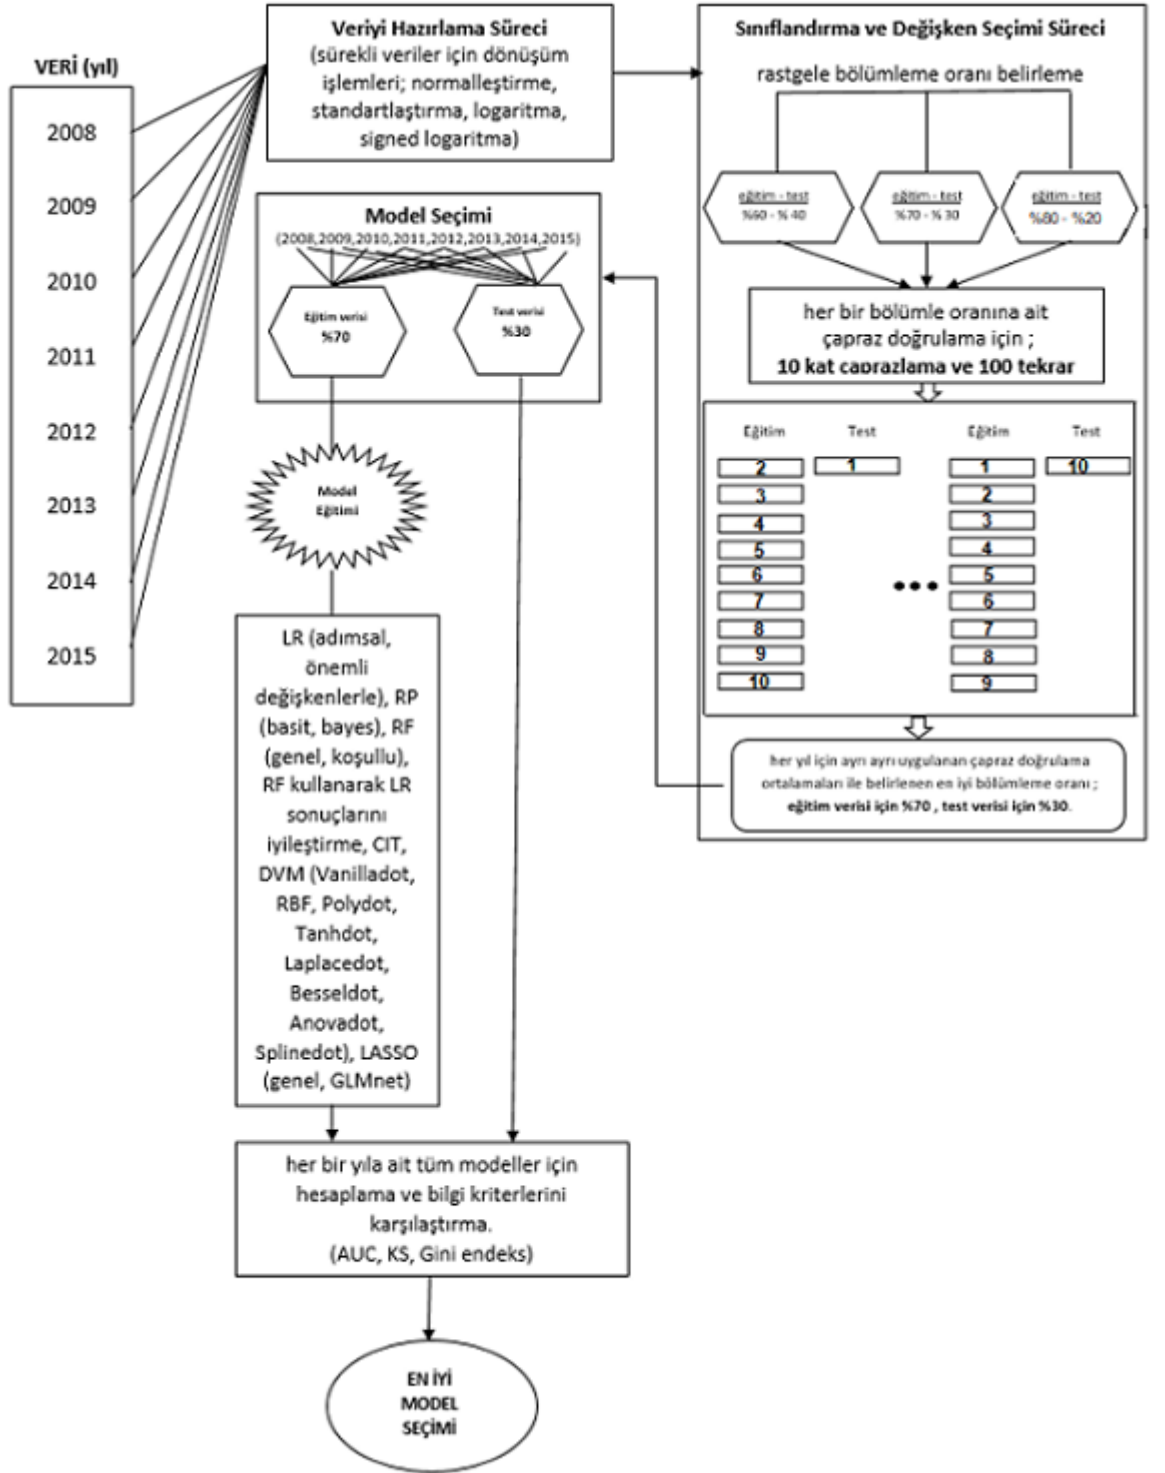 VERİ (yıl)
2008
2009
2010
2011
2012
2013
2014
2015
Veriyi Hazırlama Süreci
(sürekli veriler için dönüşüm
işlemleri; normalleştirme,
standartlaştırma, logaritma,
signed logaritma)
Sınıflandırma ve Değişken Seçimi Süreci
rastgele bölümleme oranı belirleme
eğitim - test
%60 - % 40
eğitim - test
%70 - % 30
eğitim - test
%80 - %20
her bir bölümle oranına ait
çapraz doğrulama için ;
10 kat caprazlama ve 100 tekrar
Eğitim Test Eğitim Test
2 1 1 10
3 2
4 3
5 4
6 5
7 6
8 7
9 8
10 9
her yıl için ayrı ayrı uygulanan çapraz doğrulama
ortalamaları ile belirlenen en iyi bölümleme oranı ;
eğitim verisi için %70 , test verisi için %30.
Model Seçimi
(2008,2009,2010,2011,2012,2013,2014,2015)
Eğitim verisi
%70
Test verisi
%30
Model
Eğitimi
LR (adımsal,
önemli
değişkenlerle), RP
(basit, bayes), RF
(genel, koşullu),
RF kullanarak LR
sonuçlarını
iyileştirme, CIT,
DVM (Vanilladot,
RBF, Polydot,
Tanhdot,
Laplacedot,
Besseldot,
Anovadot,
Splinedot), LASSO
(genel, GLMnet)
her bir yıla ait tüm modeller için
hesaplama ve bilgi kriterlerini
karşılaştırma.
(AUC, KS, Gini endeks)
EN İYİ
MODEL
SEÇİMİ